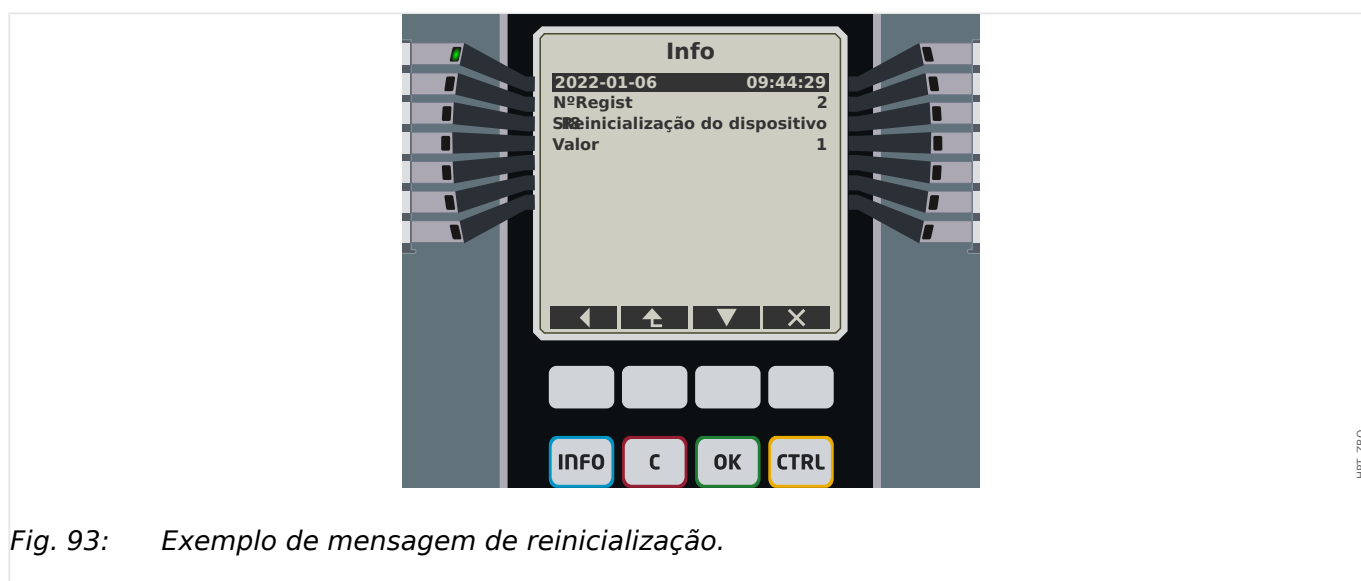 Info
2022-01-06 09:44:29
NºRegist 2
Reinicialização do dispositivo
Valor 1
INFO C OK CTRL
Fig. 93: Exemplo de mensagem de reinicialização.